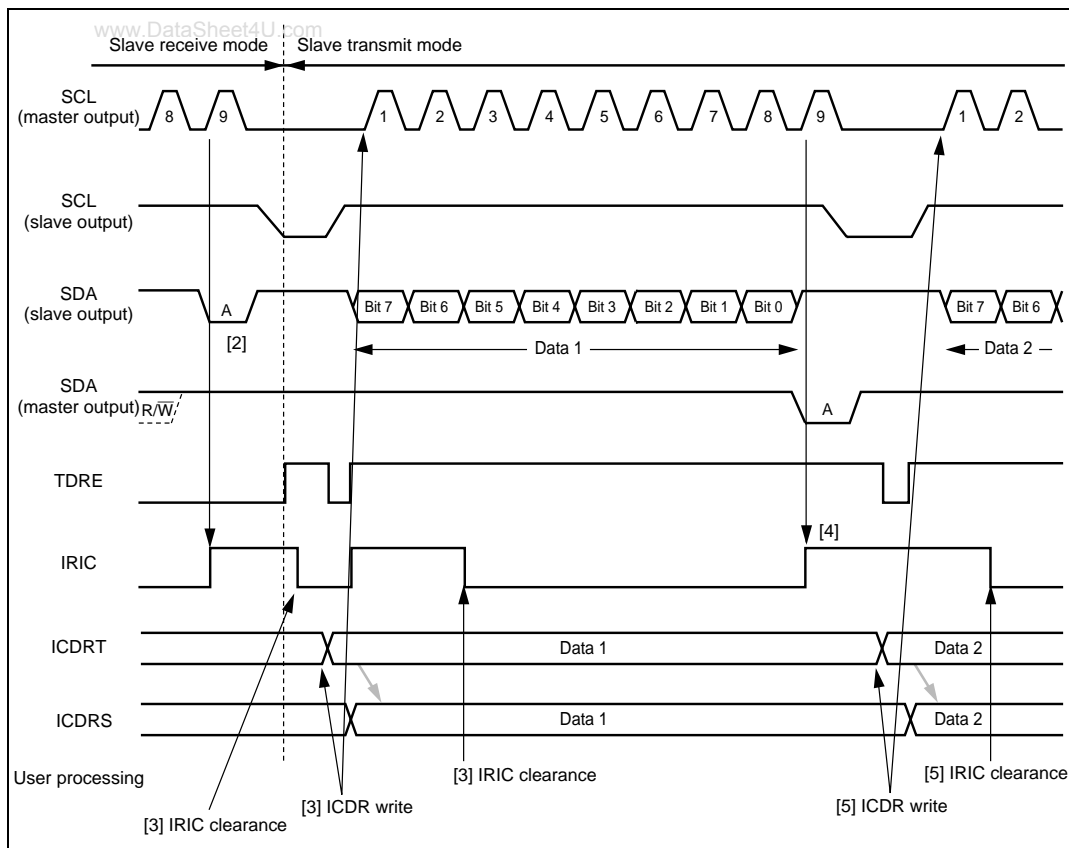 www.DataSheet4U.com
Slave receive mode
Slave transmit mode
SCL
(master output)
8
9
1
2
3
4
5
6
7
8
9
1
2
SCL
(slave output)
SDA
(slave output)
A
Bit 7
Bit 6
Bit 5
Bit 4
Bit 3
Bit 2
Bit 1
Bit 0
Bit 7
Bit 6
[2]
Data 1
Data 2
SDA
(master output)
R/W̅
A
TDRE
[4]
IRIC
ICDRT
Data 1
Data 2
ICDRS
Data 1
Data 2
User processing
[3] IRIC clearance
[3] ICDR write
[3] IRIC clearance
[5] ICDR write
[5] IRIC clearance